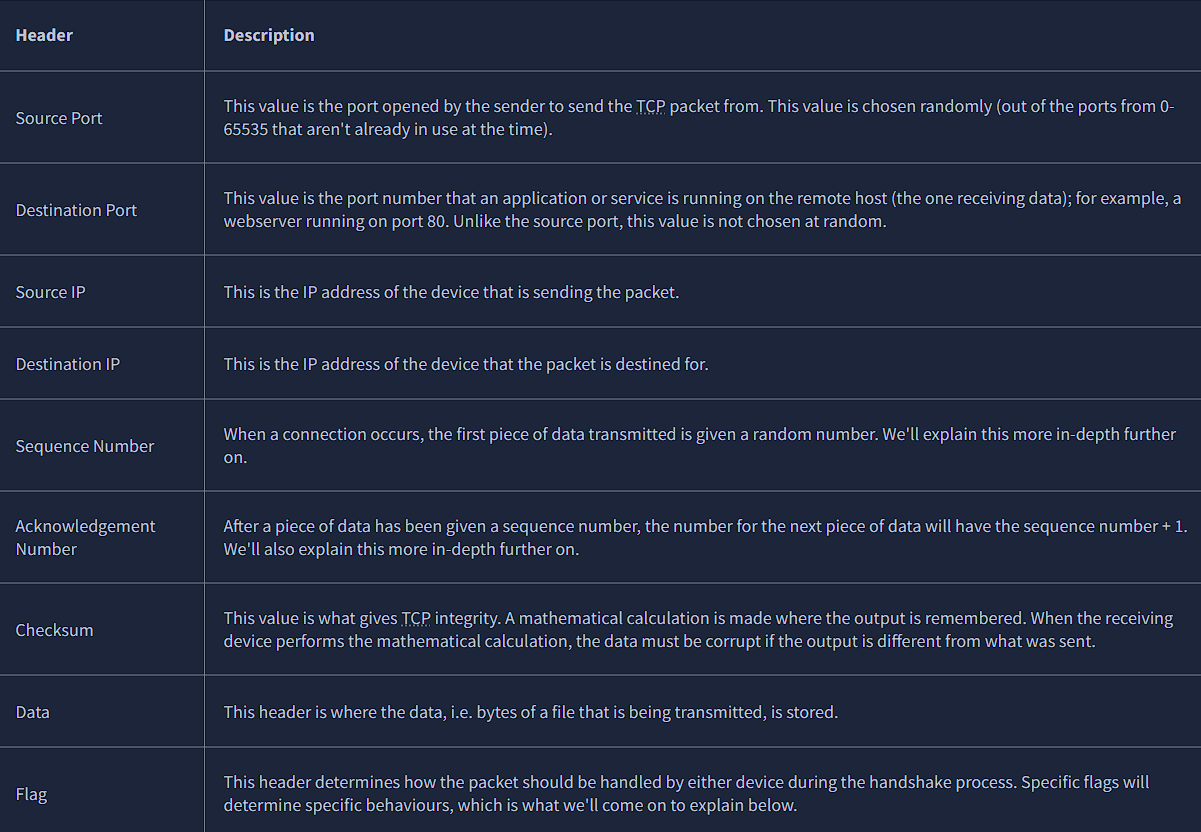 Header
Description
Source Port
This value is the port opened by the sender to send the TCP packet from. This value is chosen randomly (out of the ports from 0-
65535 that aren't already in use at the time).
Destination Port
This value is the port number that an application or service is running on the remote host (the one receiving data); for example, a
webserver running on port 80. Unlike the source port, this value is not chosen at random.
Source IP
This is the IP address of the device that is sending the packet.
Destination IP
This is the IP address of the device that the packet is destined for.
Sequence Number
When a connection occurs, the first piece of data transmitted is given a random number. We'll explain this more in-depth further
on.
Acknowledgement
Number
After a piece of data has been given a sequence number, the number for the next piece of data will have the sequence number + 1.
We'll also explain this more in-depth further on.
Checksum
This value is what gives TCP integrity. A mathematical calculation is made where the output is remembered. When the receiving
device performs the mathematical calculation, the data must be corrupt if the output is different from what was sent.
Data
This header is where the data, i.e. bytes of a file that is being transmitted, is stored.
Flag
This header determines how the packet should be handled by either device during the handshake process. Specific flags will
determine specific behaviours, which is what we'll come on to explain below.